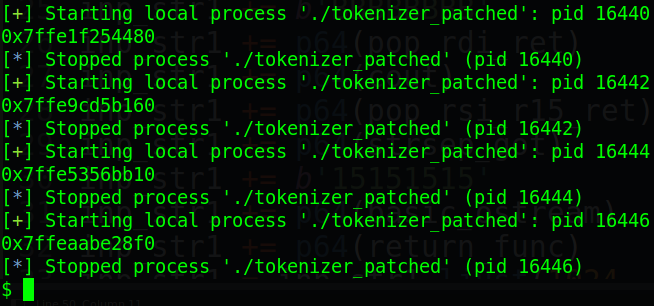 [+] Starting local process './tokenizer_patched': pid 16440
0x7ffe1f254480
[*] Stopped process './tokenizer_patched' (pid 16440)
[+] Starting local process './tokenizer_patched': pid 16442
0x7ffe9cd5b160
[*] Stopped process './tokenizer_patched' (pid 16442)
[+] Starting local process './tokenizer_patched': pid 16444
0x7ffe5356bb10
[*] Stopped process './tokenizer_patched' (pid 16444)
[+] Starting local process './tokenizer_patched': pid 16446
0x7ffeaabe28f0
[*] Stopped process './tokenizer_patched' (pid 16446)
$